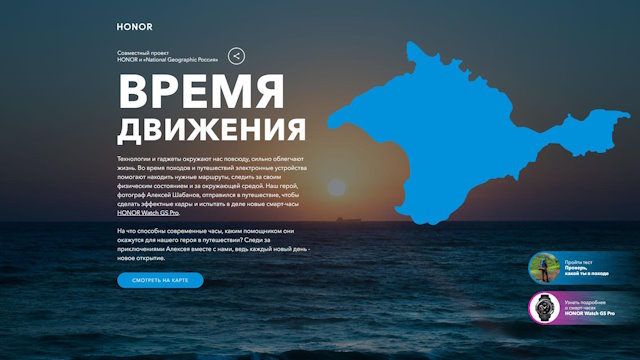 HONOR
Совместный проект
HONOR и «National Geographic Россия»
ВРЕМЯ
ДВИЖЕНИЯ
Технологии и гаджеты окружают нас повсюду, сильно облегчают
жизнь. Во время походов и путешествий электронные устройства
помогают находить нужные маршруты, следить за своим
физическим состоянием и за окружающей средой. Наш герой,
фотограф Алексей Шабанов, отправился в путешествие, чтобы
сделать эффектные кадры и испытать в деле новые смарт-часы
HONOR Watch GS Pro.
На что способны современные часы, каким помощником они
окажутся для нашего героя в путешествии? Следи за
приключениями Алексея вместе с нами, ведь каждый новый день -
новое открытие.
СМОТРЕТЬ НА КАРТЕ
Пройти тест
Проверь,
какой ты в походе
Узнать подробнее
о смарт-часах
HONOR Watch GS Pro